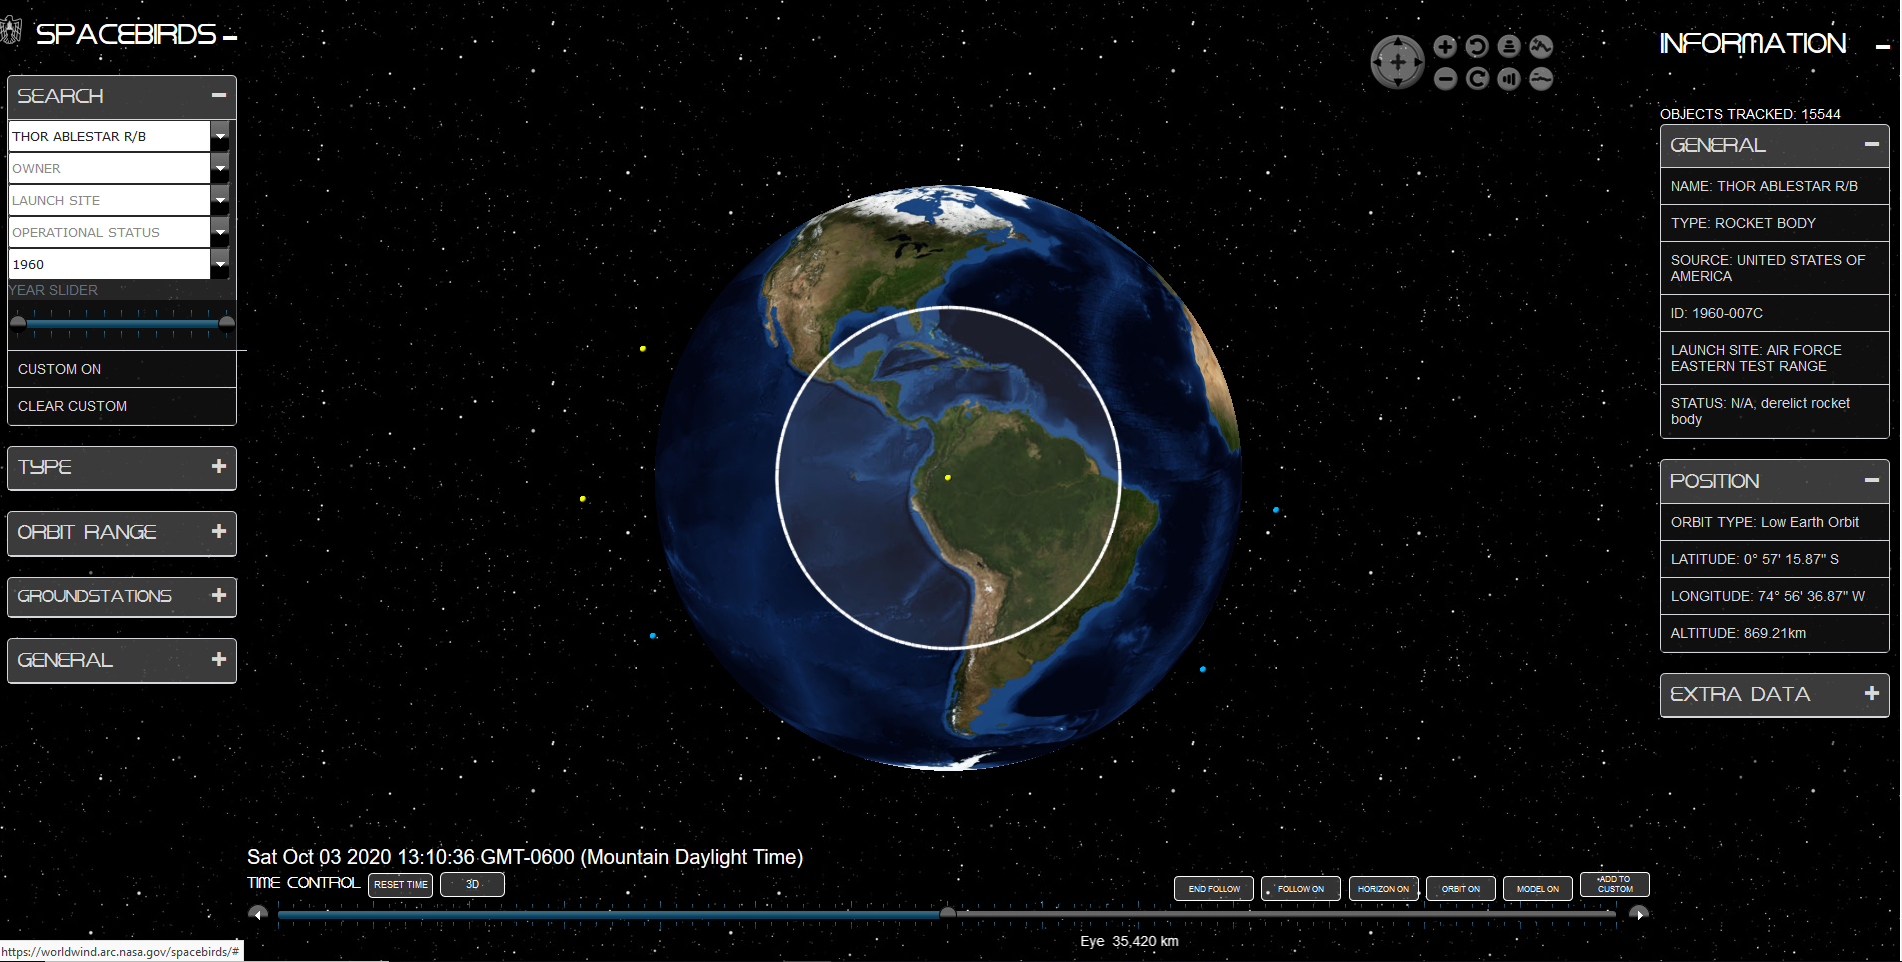 SPACEBIRDS
SEARCH
THOR ABLESTAR R/B
OWNER
LAUNCH SITE
OPERATIONAL STATUS
1960
YEAR SLIDER
CUSTOM ON
CLEAR CUSTOM
TYPE
ORBIT RANGE
GROUNDSTATIONS
GENERAL
INFORMATION
OBJECTS TRACKED: 15544
GENERAL
NAME: THOR ABLESTAR R/B
TYPE: ROCKET BODY
SOURCE: UNITED STATES OF
AMERICA
ID: 1960-007C
LAUNCH SITE: AIR FORCE
EASTERN TEST RANGE
STATUS: N/A; derelict rocket
body
POSITION
ORBIT TYPE: Low Earth Orbit
LATITUDE: 0° 57' 15.87" S
LONGITUDE: 74° 56' 36.87" W
ALTITUDE: 869.21km
EXTRA DATA
Sat Oct 03 2020 13:10:36 GMT-0600 (Mountain Daylight Time)
TIME CONTROL RESET TIME 3D
END FOLLOW FOLLOW ON HORIZON ON ORBIT ON MODEL ON ADD TO
CUSTOM
Eye 35,420 km
https://worldwind.arc.nasa.gov/spacebirds/#